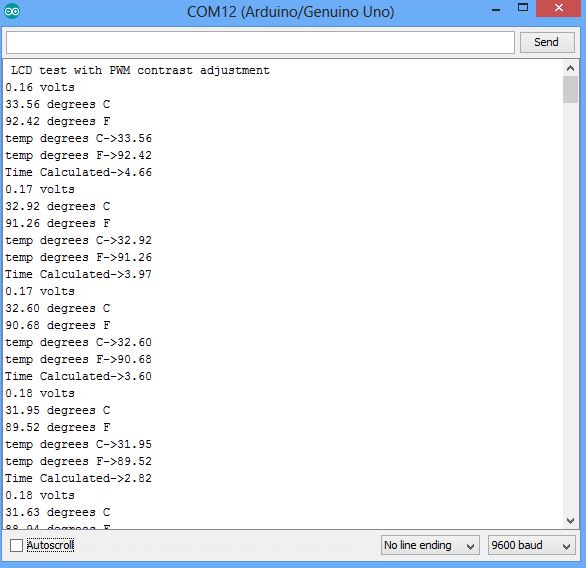 COM12 (Arduino/Genuino Uno)
Send
LCD test with PWM contrast adjustment
0.16 volts
33.56 degrees C
92.42 degrees F
temp degrees C->33.56
temp degrees F->92.42
Time Calculated->4.66
0.17 volts
32.92 degrees C
91.26 degrees F
temp degrees C->32.92
temp degrees F->91.26
Time Calculated->3.97
0.17 volts
32.60 degrees C
90.68 degrees F
temp degrees C->32.60
temp degrees F->90.68
Time Calculated->3.60
0.18 volts
31.95 degrees C
89.52 degrees F
temp degrees C->31.95
temp degrees F->89.52
Time Calculated->2.82
0.18 volts
31.63 degrees C
88.94 degrees F
Autoscroll No line ending 9600 baud